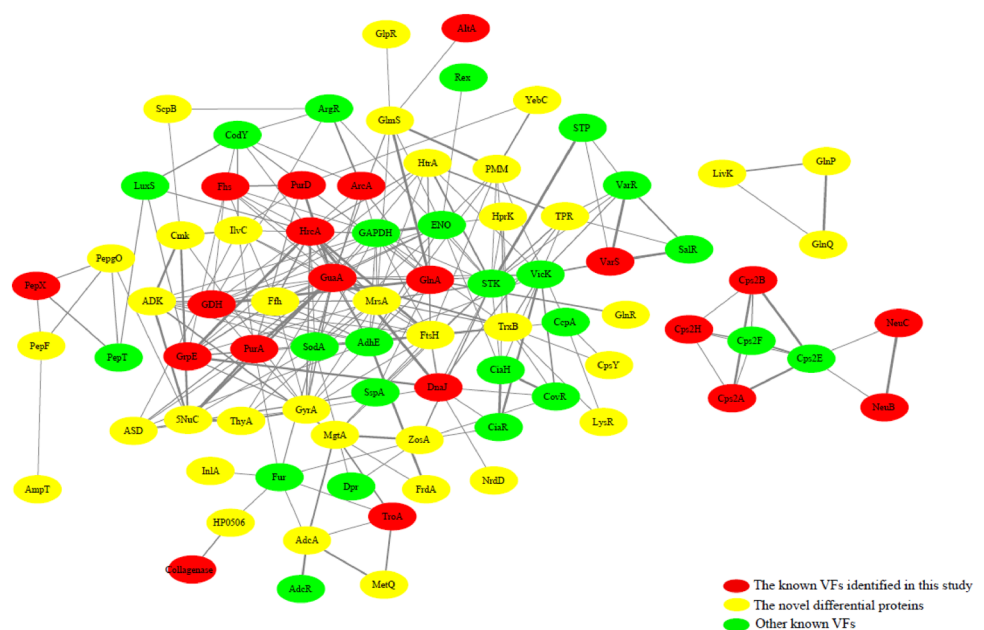 GlpR
AltA
Rex
YebC
ScpB
ArgR
GlmS
STP
CodY
HtrA
PMM
GlnP
LivK
LuxS
Fhs
PurD
ArcA
VarR
HprK
TPR
ENO
Cmk
IlvC
HrcA
GAPDH
GlnQ
SalR
PepgO
VarS
PepX
GuaA
GlnA
STK
VicK
Cps2B
ADK
GDH
Ffh
MrsA
GlnR
CcpA
TrxB
NeuC
Cps2H
FtsH
Cps2F
PepF
PepT
GrpE
PurA
SodA
AdhE
Cps2E
CpsY
CiaH
DnaJ
SspA
CovR
Cps2A
NeuB
GyrA
ASD
5NuC
ThyA
LysR
CiaR
MgtA
ZosA
InlA
Fur
Dpr
FrdA
NrdD
AmpT
TroA
HP0506
AdcA
Collagenase
AdcR
MetQ
The known VFs identified in this study
The novel differential proteins
Other known VFs